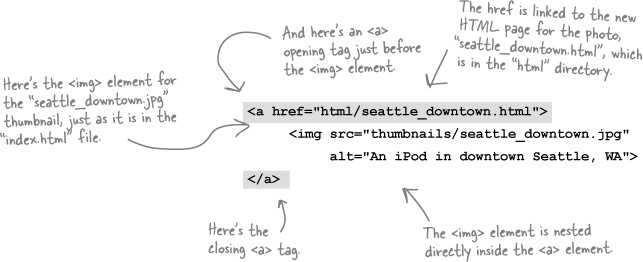 And here's an <a>
opening tag just before
the <img> element.
The href is linked to the new
HTML page for the photo,
"seattle_downtown.html", which
is in the "html" directory.
Here's the <img> element for
the "seattle_downtown.jpg"
thumbnail, just as it is in the
"index.html" file.
<a href="html/seattle_downtown.html">
<img src="thumbnails/seattle_downtown.jpg"
alt="An iPod in downtown Seattle, WA">
</a>
Here's the
closing <a> tag.
The <img> element is nested
directly inside the <a> element.